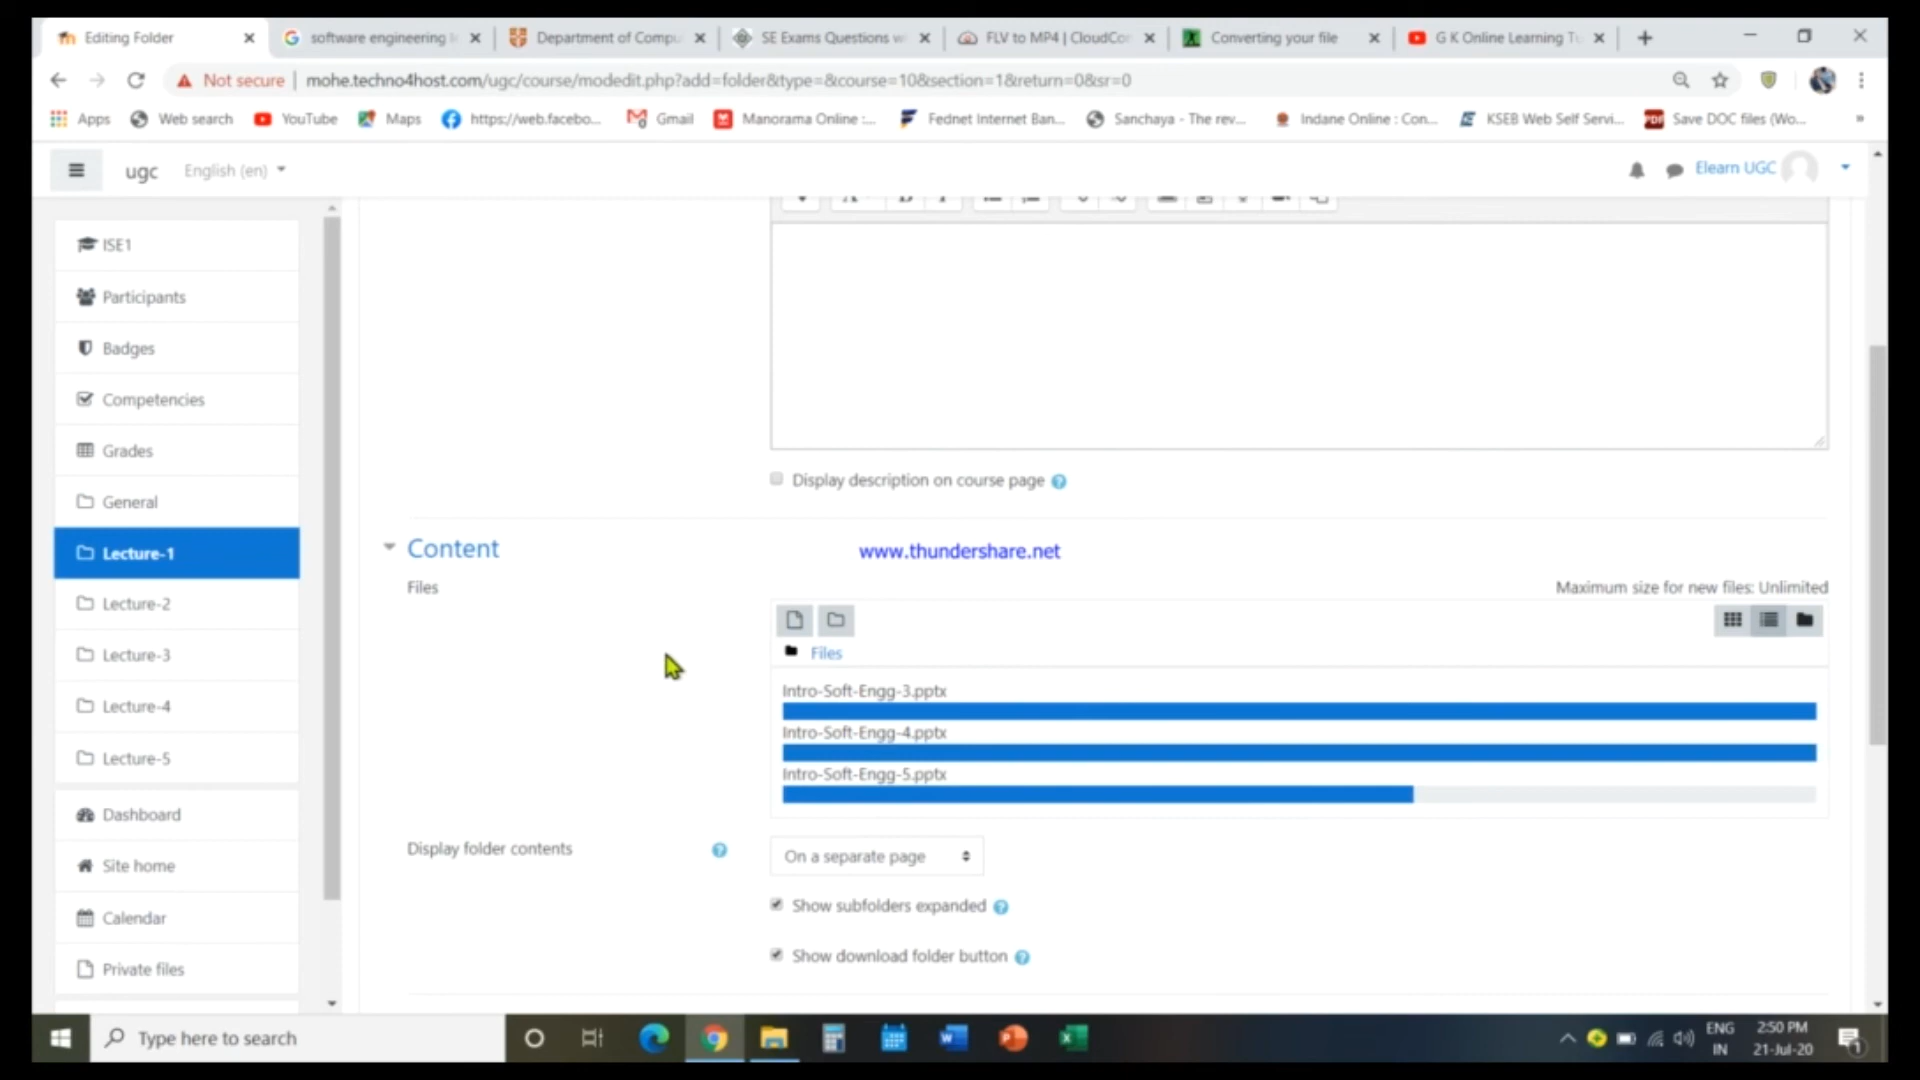 Editing Folder
software engineering
Department of Compu
SE Exams Questions w
FLV to MP4 | CloudCo
Converting your file
G K Online Learning Tu
Not secure | mohe.techno4host.com/ugc/course/modedit.php?add=folder&type=&course=10&section=1&return=0&sr=0
Apps
Web search
YouTube
Maps
https://web.facebo...
Gmail
Manorama Online :...
Fednet Internet Ban...
Sanchaya - The rev...
Indane Online : Con...
KSEB Web Self Servi...
Save DOC files (Wo...
ugc
English (en)
Elearn UGC
ISE1
Participants
Badges
Competencies
Grades
General
Lecture-1
Lecture-2
Lecture-3
Lecture-4
Lecture-5
Dashboard
Site home
Calendar
Private files
Display description on course page
Content
www.thundershare.net
Files
Maximum size for new files: Unlimited
Files
Intro-Soft-Engg-3.pptx
Intro-Soft-Engg-4.pptx
Intro-Soft-Engg-5.pptx
Display folder contents
On a separate page
Show subfolders expanded
Show download folder button
Type here to search
ENG
IN
2:50 PM
21-Jul-20